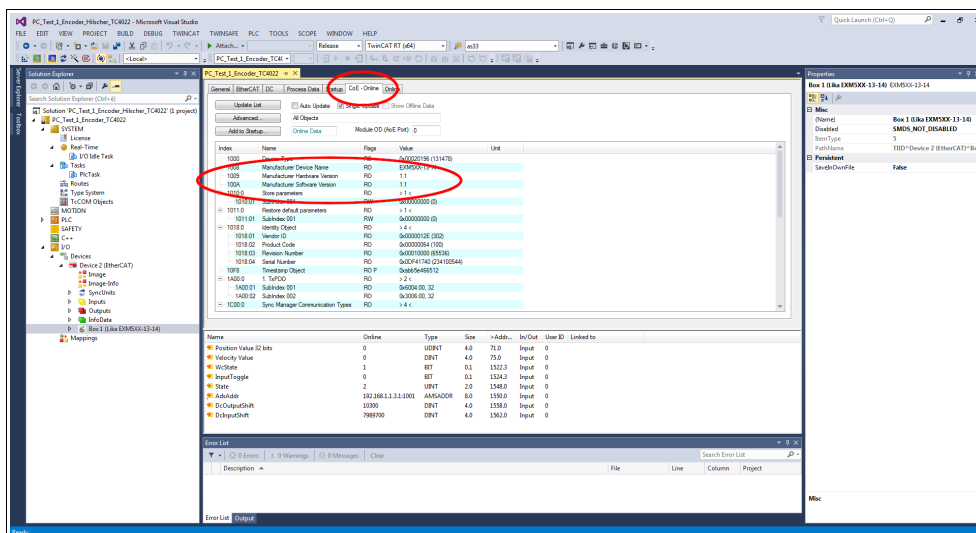 PC_Test_1_Encoder_Hilscher_TC4022 - Microsoft Visual Studio
Quick Launch (Ctrl+Q)
FILE EDIT VIEW PROJECT BUILD DEBUG TWINCAT TWINSAFE PLC TOOLS SCOPE WINDOW HELP
Attach... Release TwinCAT RT (x64) as33
<Local> PC_Test_1_Encoder_TC4(
Server Explorer
Toolbox
Solution Explorer
Search Solution Explorer (Ctrl+è)
Solution 'PC_Test_1_Encoder_Hilscher_TC4022' (1 project)
PC_Test_1_Encoder_TC4022
SYSTEM
License
Real-Time
I/O Idle Task
Tasks
PlcTask
Routes
Type System
TcCOM Objects
MOTION
PLC
SAFETY
C++
I/O
Devices
Device 2 (EtherCAT)
Image
Image-Info
SyncUnits
Inputs
Outputs
InfoData
Box 1 (Lika EXM5XX-13-14)
Mappings
PC_Test_1_Encoder_TC4022
General EtherCAT DC Process Data Startup CoE - Online Online
Update List Auto Update Single Update Show Offline Data
Advanced... All Objects
Add to Startup... Online Data Module OD (AoE Port): 0
Index Name Flags Value Unit
1000 Device Type RO 0x00020196 (131478)
1008 Manufacturer Device Name RO EXM5XX-13-14
1009 Manufacturer Hardware Version RO 1.1
100A Manufacturer Software Version RO 1.1
1010:0 Store parameters RO > 1 <
1010:01 SubIndex 001 RW 0x00000000 (0)
1011:0 Restore default parameters RO > 1 <
1011:01 SubIndex 001 RW 0x00000000 (0)
1018:0 Identity Object RO > 4 <
1018:01 Vendor ID RO 0x0000012E (302)
1018:02 Product Code RO 0x00000064 (100)
1018:03 Revision Number RO 0x00010000 (65536)
1018:04 Serial Number RO 0x0DF41740 (234100544)
10F8 Timestamp Object RO P 0xabb5e466512
1A00:0 1. TxPDO RO > 2 <
1A00:01 SubIndex 001 RO 0x6004:00, 32
1A00:02 SubIndex 002 RO 0x3006:00, 32
1C00:0 Sync Manager Communication Types RO > 4 <
Name Online Type Size >Addr... In/Out User ID Linked to
Position Value 32 bits 0 UDINT 4.0 71.0 Input 0
Velocity Value 0 DINT 4.0 75.0 Input 0
WcState 1 BIT 0.1 1522.3 Input 0
InputToggle 0 BIT 0.1 1524.3 Input 0
State 2 UINT 2.0 1548.0 Input 0
AdsAddr 192.168.1.1.3.1:1001 AMSADDR 8.0 1550.0 Input 0
DcOutputShift 10300 DINT 4.0 1558.0 Input 0
DcInputShift 7989700 DINT 4.0 1562.0 Input 0
Error List
0 Errors 0 Warnings 0 Messages Clear
Search Error List
Description File Line Column Project
Error List Output
Properties
Box 1 (Lika EXM5XX-13-14) EXM5XX-13-14
Misc
(Name) Box 1 (Lika EXM5XX-13-14)
Disabled SMDS_NOT_DISABLED
ItemType 5
PathName TIID^Device 2 (EtherCAT)^Bo
Persistent
SaveInOwnFile False
Misc
Ready